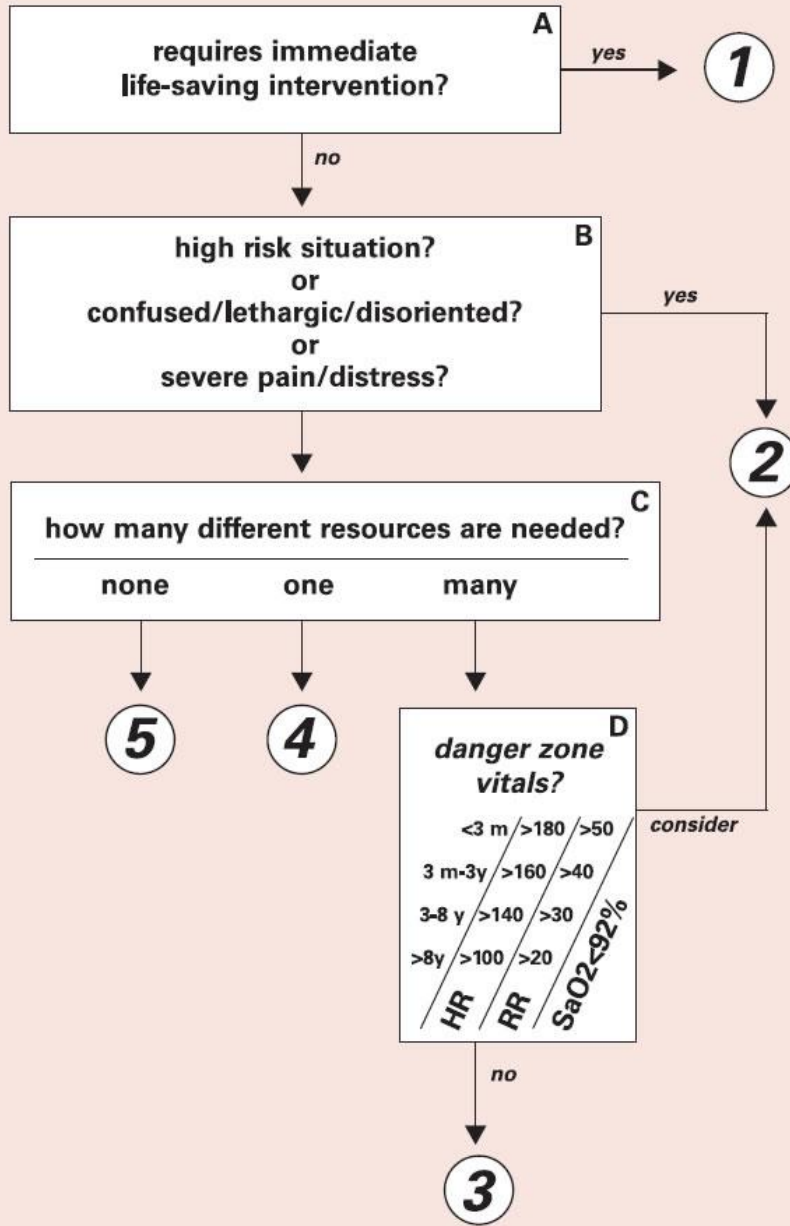 A
requires immediate
life-saving intervention?
yes
1
no
B
high risk situation?
or
confused/lethargic/disoriented?
or
severe pain/distress?
yes
2
C
how many different resources are needed?
none one many
5 4
D
danger zone
vitals?
<3 m >180 >50
3 m-3y >160 >40
3-8 y >140 >30
>8y >100 >20
HR RR SaO2<92%
consider
no
3